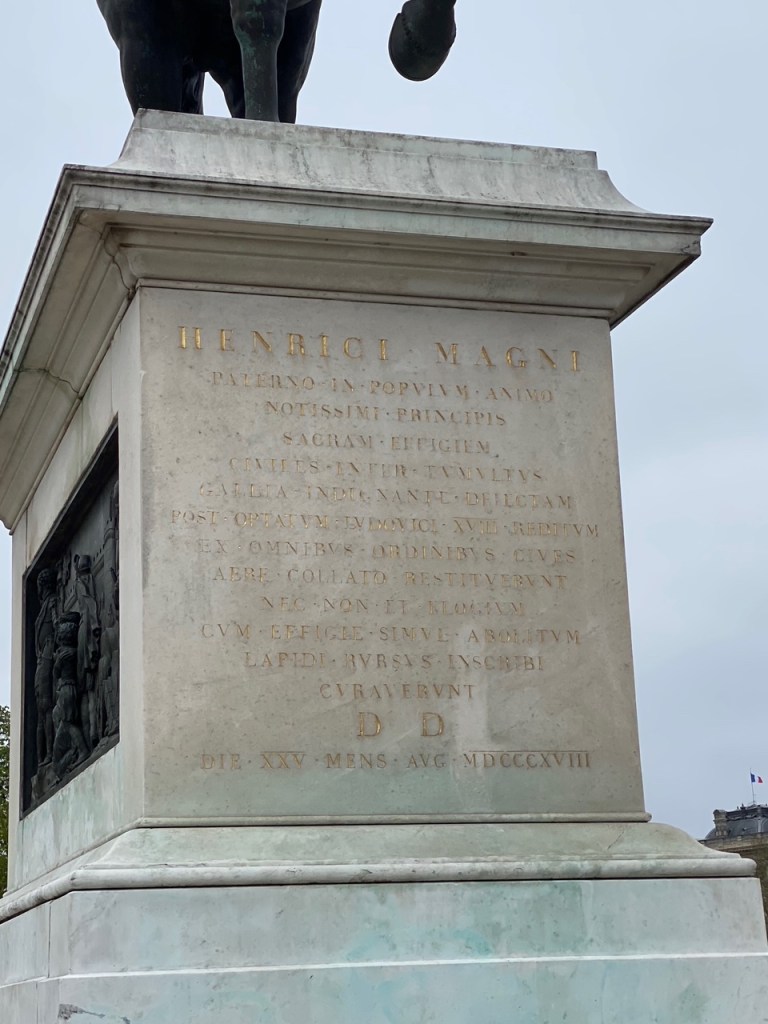 HENRICI MAGNI
PATERNO · IN · POPVLVM · ANIMO
NOTISSIMI · PRINCIPIS
SACRAM · EFFIGIEM
CIVILES · INTER · TVMVLTVS
GALLIA · INDIGNANTE · DEIECTAM
POST · OPTATVM · LVDOVICI · XVIII · REDITVM
EX · OMNIBVS · ORDINIBVS · CIVES
AERE · COLLATO · RESTITVERVNT
NEC · NON · ET · ELOGIVM
CVM · EFFIGIE · SIMVL · ABOLITVM
LAPIDI · RVRSVS · INSCRIBI
CVRAVERVNT
D D
DIE · XXV · MENS · AVG · MDCCCXVIII